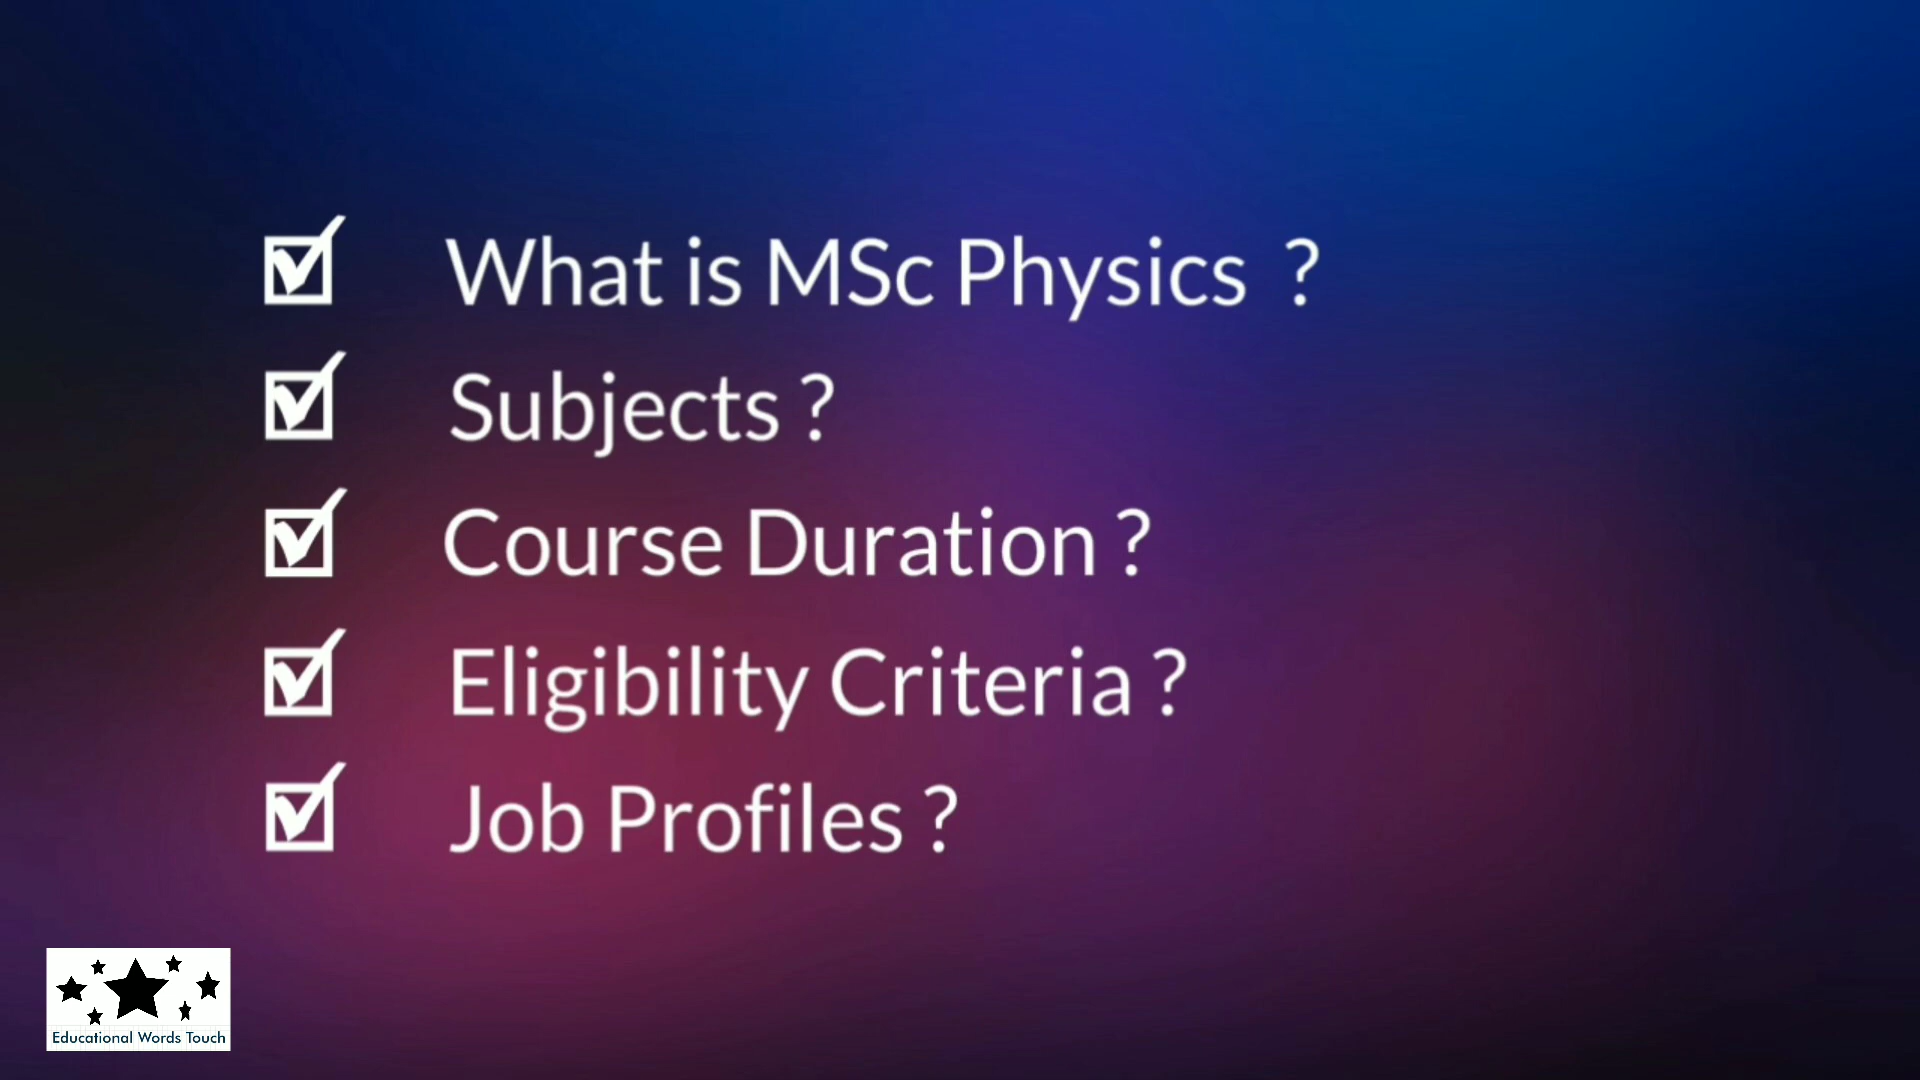 What is MSc Physics ?
Subjects ?
Course Duration ?
Eligibility Criteria ?
Job Profiles ?
Educational Words Touch